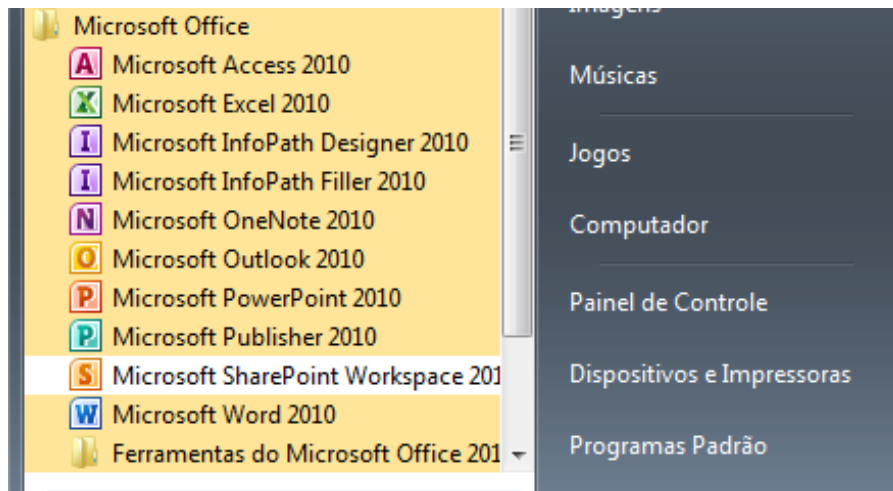 Microsoft Office
Microsoft Access 2010
Microsoft Excel 2010
Microsoft InfoPath Designer 2010
Microsoft InfoPath Filler 2010
Microsoft OneNote 2010
Microsoft Outlook 2010
Microsoft PowerPoint 2010
Microsoft Publisher 2010
Microsoft SharePoint Workspace 201
Microsoft Word 2010
Ferramentas do Microsoft Office 201
Imagens
Músicas
Jogos
Computador
Painel de Controle
Dispositivos e Impressoras
Programas Padrão